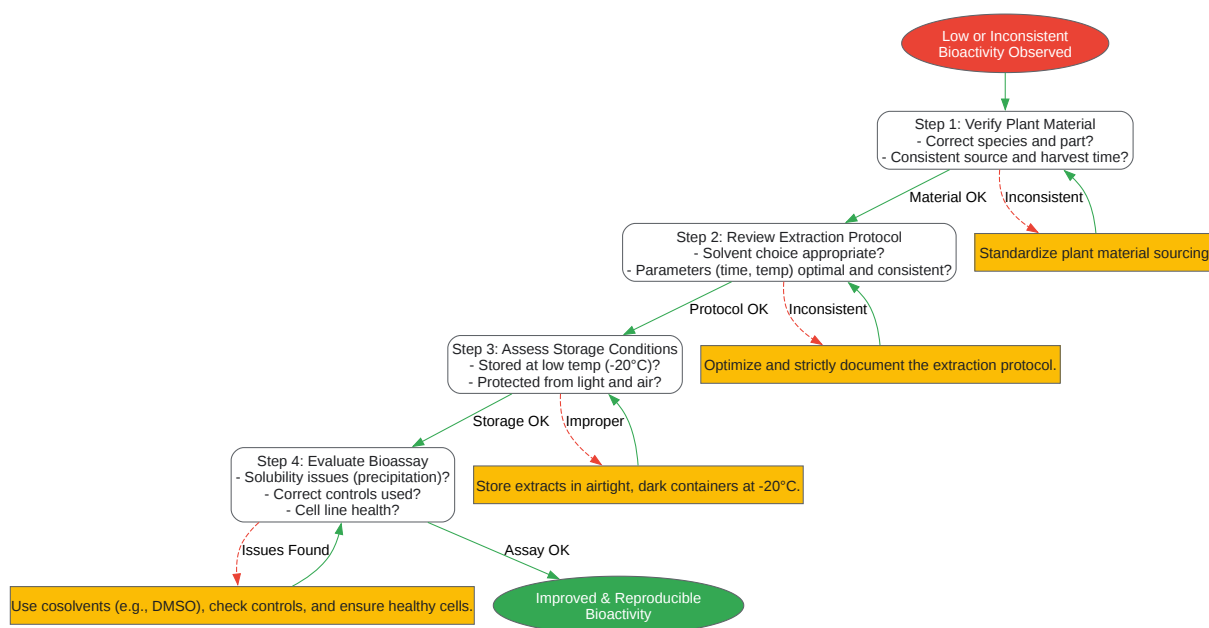 Low or Inconsistent
Bioactivity Observed
Step 1: Verify Plant Material
- Correct species and part?
- Consistent source and harvest time?
Material OK
Inconsistent
Step 2: Review Extraction Protocol
- Solvent choice appropriate?
- Parameters (time, temp) optimal and consistent?
Standardize plant material sourcing
Protocol OK
Inconsistent
Step 3: Assess Storage Conditions
- Stored at low temp (-20°C)?
- Protected from light and air?
Optimize and strictly document the extraction protocol.
Storage OK
Improper
Step 4: Evaluate Bioassay
- Solubility issues (precipitation)?
- Correct controls used?
- Cell line health?
Store extracts in airtight, dark containers at -20°C.
Issues Found
Assay OK
Use cosolvents (e.g., DMSO), check controls, and ensure healthy cells.
Improved & Reproducible
Bioactivity